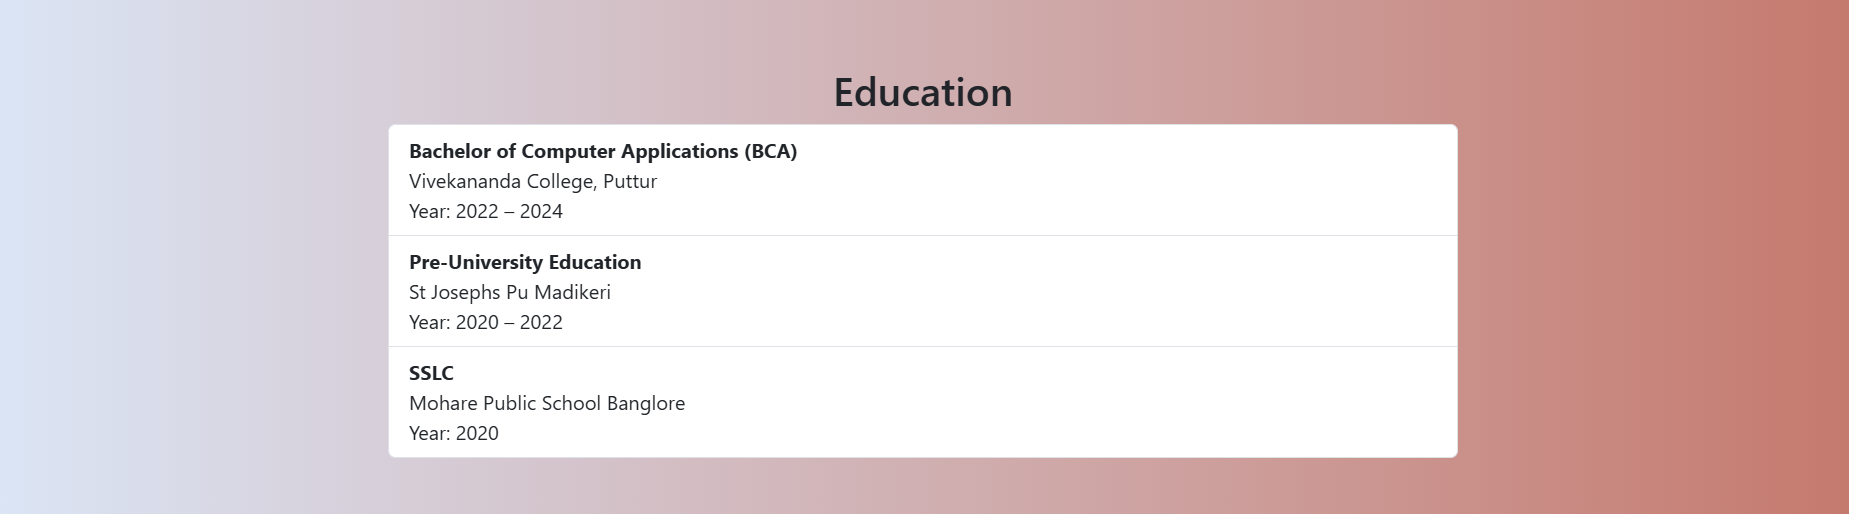 Education
Bachelor of Computer Applications (BCA)
Vivekananda College, Puttur
Year: 2022 – 2024
Pre-University Education
St Josephs Pu Madikeri
Year: 2020 – 2022
SSLC
Mohare Public School Banglore
Year: 2020